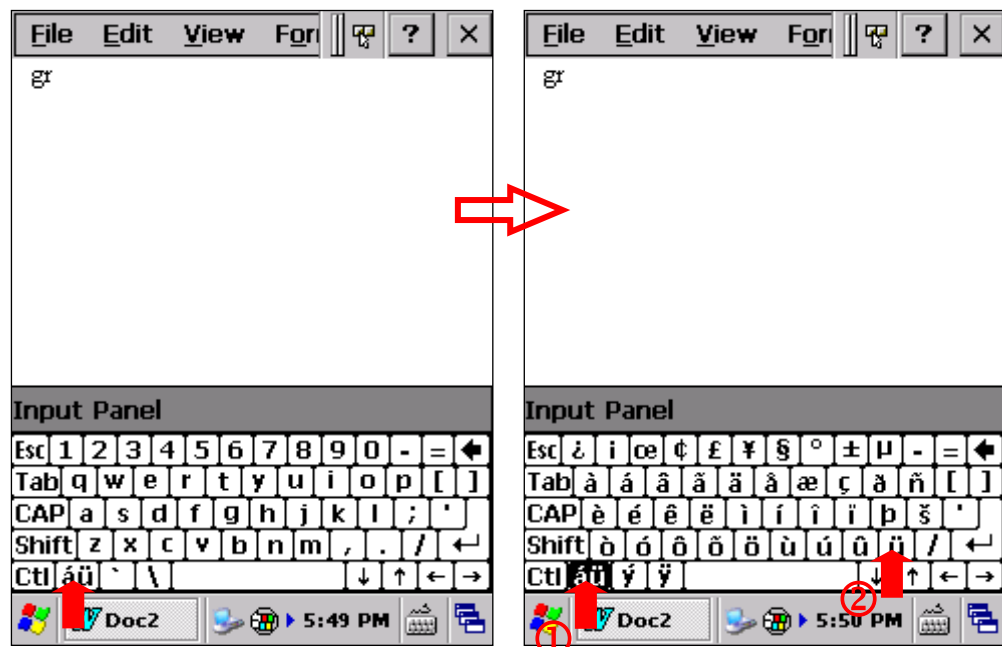 File Edit View For ? ×
gr
Input Panel
Esc 1 2 3 4 5 6 7 8 9 0 - =
Tab q w e r t y u i o p [ ]
CAP a s d f g h j k l ; '
Shift z x c v b n m , . /
Ctl áü ` \ ↓ ↑ ← →
Doc2 5:49 PM
File Edit View For ? ×
gr
Input Panel
Esc ¿ ¡ œ ¢ £ ¥ § ° ± µ - =
Tab à á â ã ä å æ ç ð ñ [ ]
CAP è é ê ë ì í î ï þ š '
Shift ò ó ô õ ö ù ú û ü /
Ctl áü ý ÿ ↓ ↑ ← →
①
②
Doc2 5:50 PM